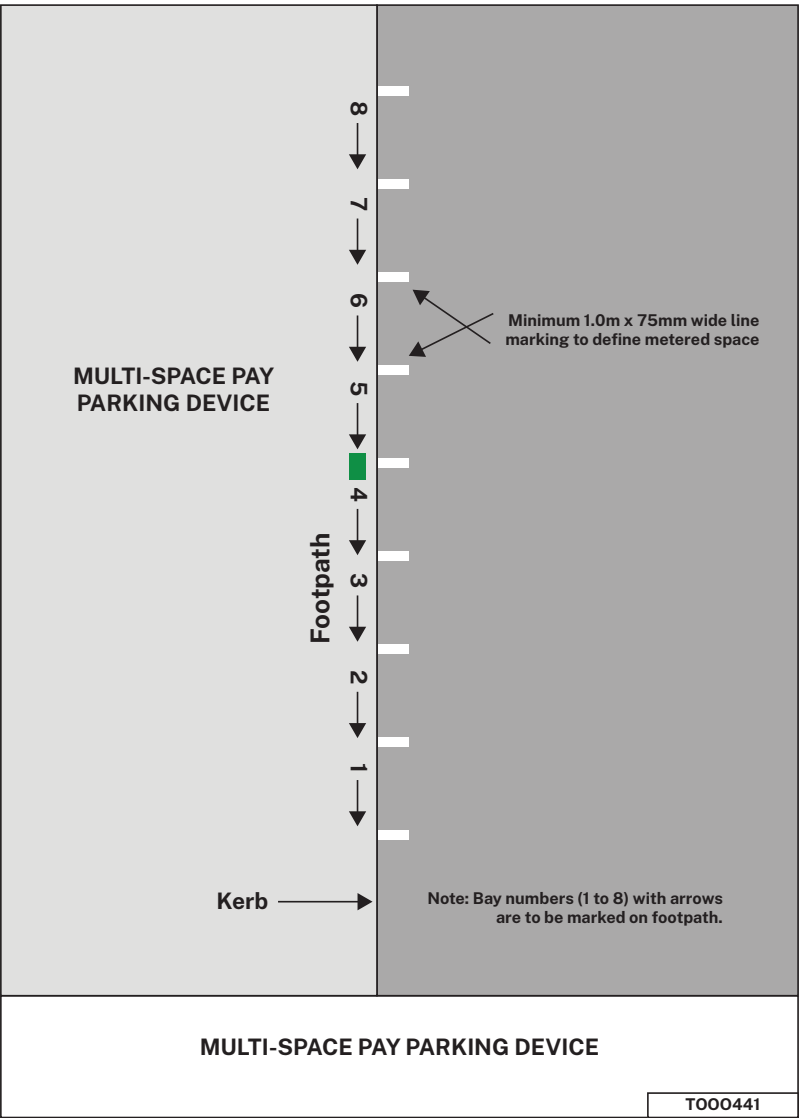 8
7
6
Minimum 1.0m x 75mm wide line
marking to define metered space
MULTI-SPACE PAY
PARKING DEVICE
5
4
Footpath
3
2
1
Kerb
Note: Bay numbers (1 to 8) with arrows
are to be marked on footpath.
MULTI-SPACE PAY PARKING DEVICE
T000441